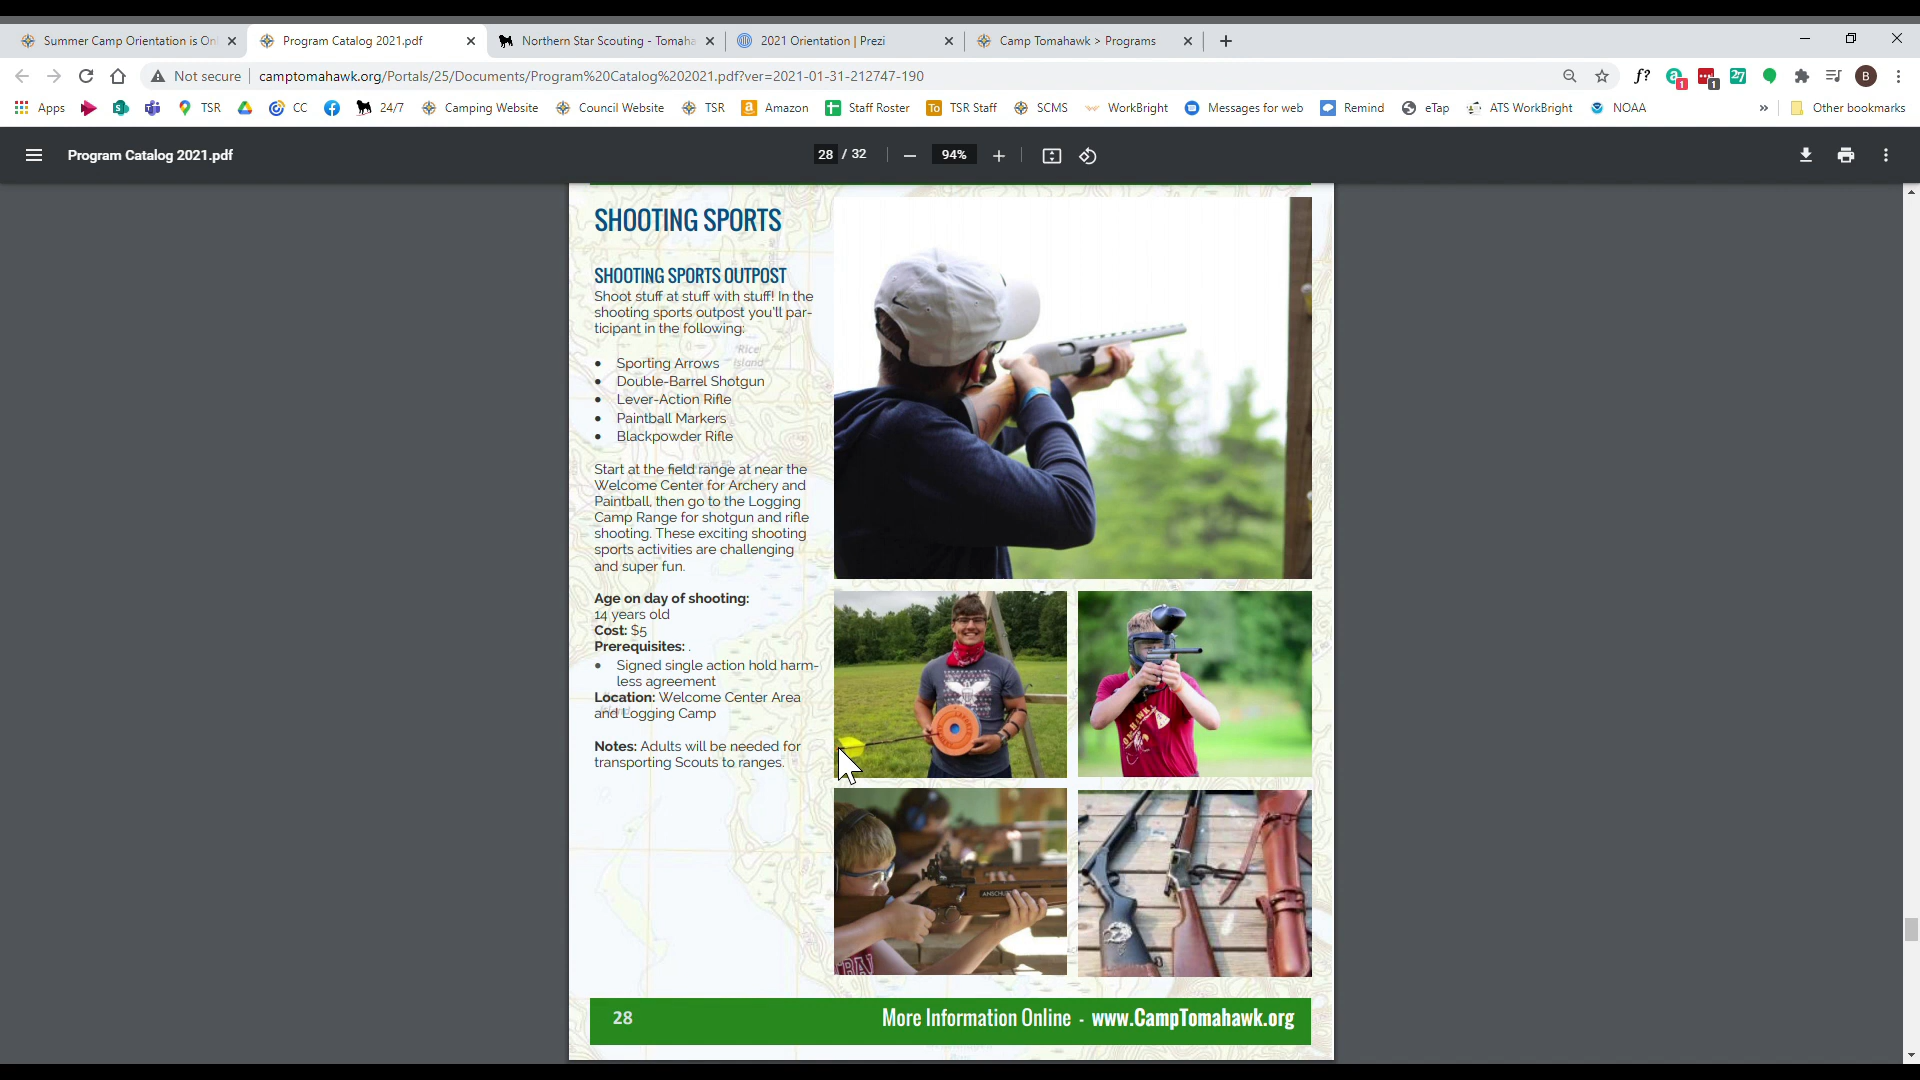 Summer Camp Orientation is On
Program Catalog 2021.pdf
Northern Star Scouting - Tomaha
2021 Orientation | Prezi
Camp Tomahawk > Programs
Not secure
camptomahawk.org/Portals/25/Documents/Program%20Catalog%202021.pdf?ver=2021-01-31-212747-190
f?
1
1
27
B
Apps
TSR
CC
24/7
Camping Website
Council Website
TSR
Amazon
Staff Roster
To
TSR Staff
SCMS
WorkBright
Messages for web
Remind
eTap
ATS WorkBright
NOAA
»
Other bookmarks
Program Catalog 2021.pdf
28 / 32
94%
SHOOTING SPORTS
SHOOTING SPORTS OUTPOST
Shoot stuff at stuff with stuff! In the
shooting sports outpost you'll par-
ticipant in the following:
• Sporting Arrows
• Double-Barrel Shotgun
• Lever-Action Rifle
• Paintball Markers
• Blackpowder Rifle
Rice
Island
Start at the field range at near the
Welcome Center for Archery and
Paintball, then go to the Logging
Camp Range for shotgun and rifle
shooting. These exciting shooting
sports activities are challenging
and super fun.
Age on day of shooting:
14 years old
Cost: $5
Prerequisites: .
• Signed single action hold harm-
less agreement
Location: Welcome Center Area
and Logging Camp
Notes: Adults will be needed for
transporting Scouts to ranges.
28
More Information Online - www.CampTomahawk.org